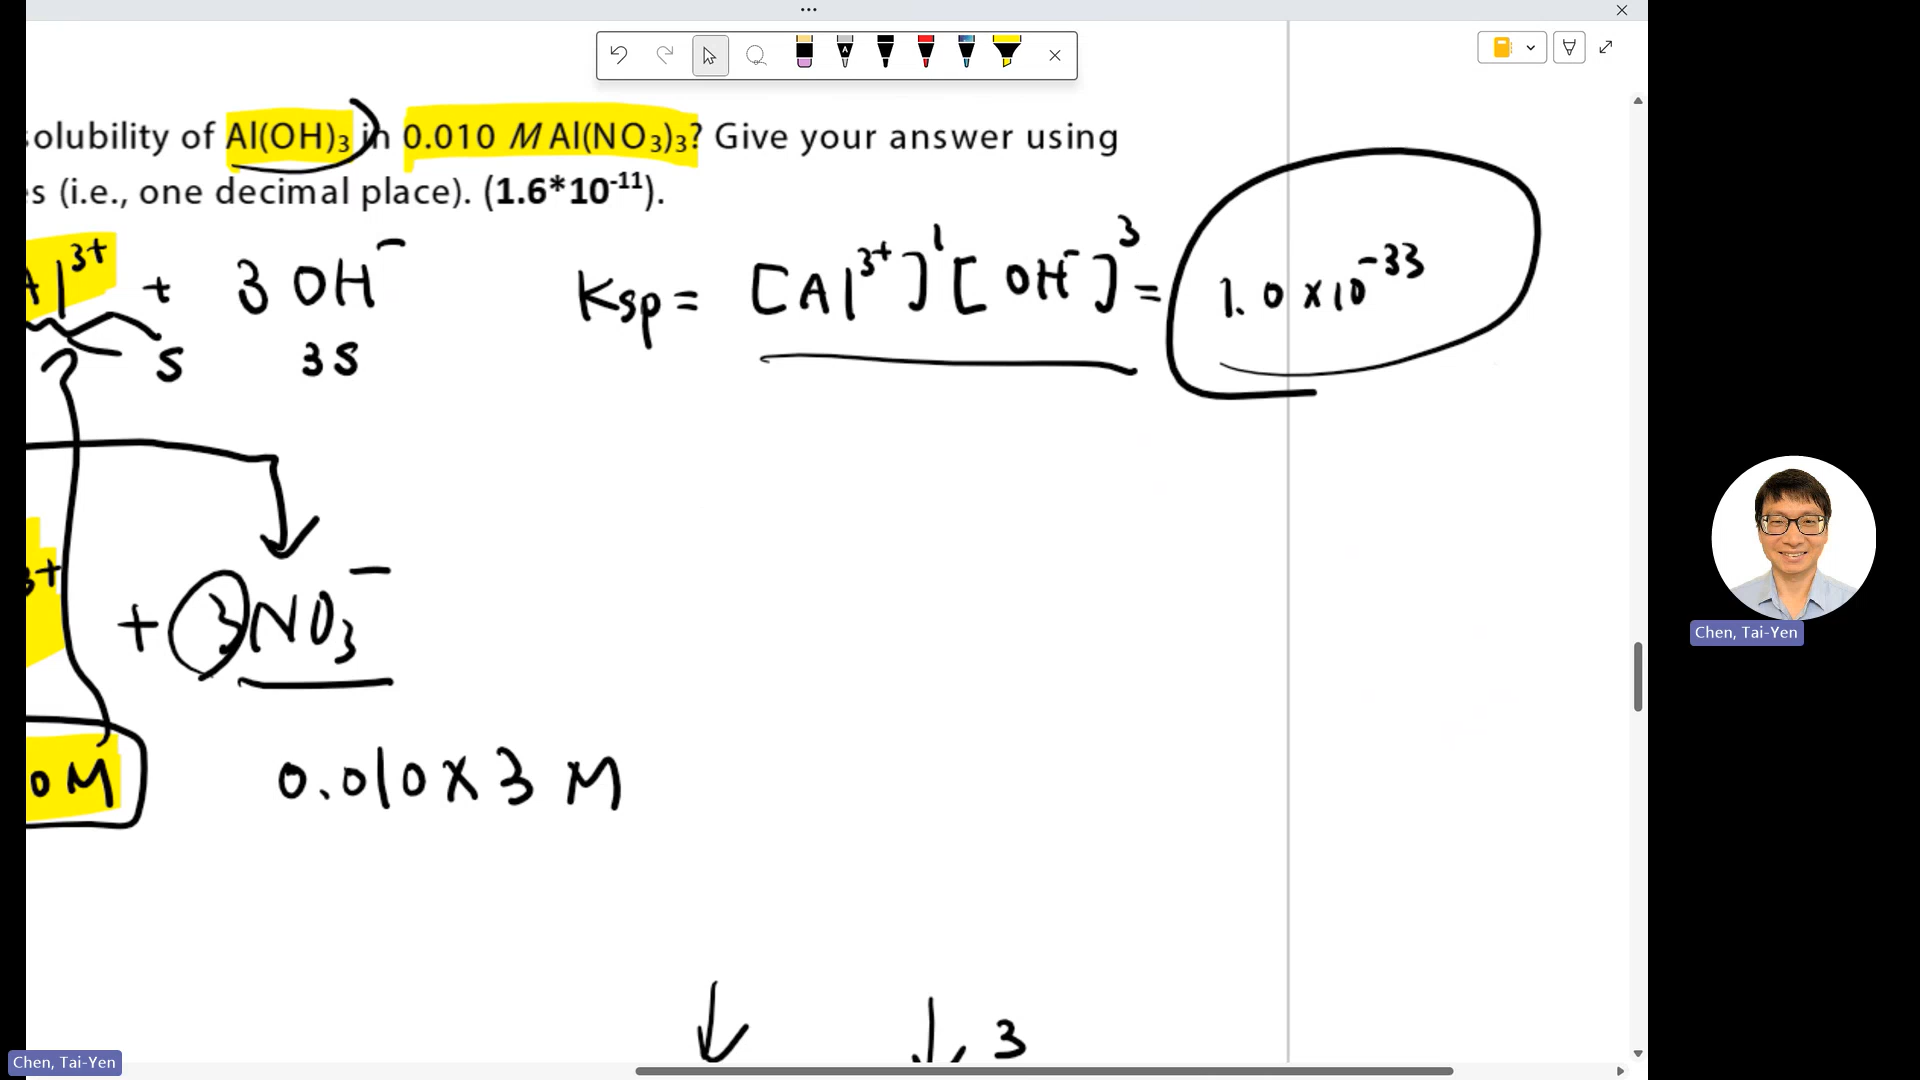 olubility of Al(OH)₃ in 0.010 M Al(NO₃)₃? Give your answer using
s (i.e., one decimal place). (1.6*10⁻¹¹).
Al³⁺ + 3 OH⁻
S 3S
Ksp = [Al³⁺]¹[OH⁻]³ = 1.0 x 10⁻³³
3+ + 3NO₃⁻
0 M 0.010 x 3 M
3
Chen, Tai-Yen
Chen, Tai-Yen